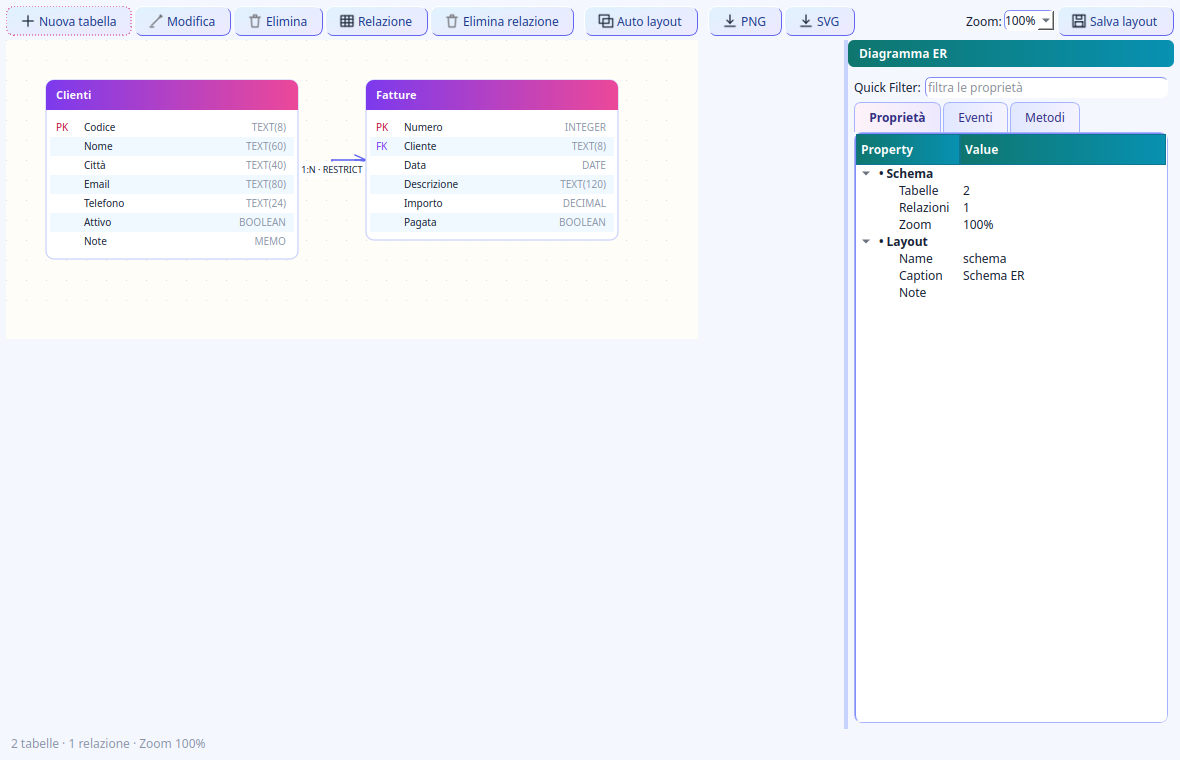 Nuova tabella Modifica Elimina Relazione Elimina relazione Auto layout PNG SVG Zoom: 100% Salva layout
Diagramma ER
Quick Filter: filtra le proprietà
Proprietà Eventi Metodi
Property Value
• Schema
Tabelle 2
Relazioni 1
Zoom 100%
• Layout
Name schema
Caption Schema ER
Note
Clienti
PK Codice TEXT(8)
Nome TEXT(60)
Città TEXT(40)
Email TEXT(80)
Telefono TEXT(24)
Attivo BOOLEAN
Note MEMO
1:N · RESTRICT
Fatture
PK Numero INTEGER
FK Cliente TEXT(8)
Data DATE
Descrizione TEXT(120)
Importo DECIMAL
Pagata BOOLEAN
2 tabelle · 1 relazione · Zoom 100%